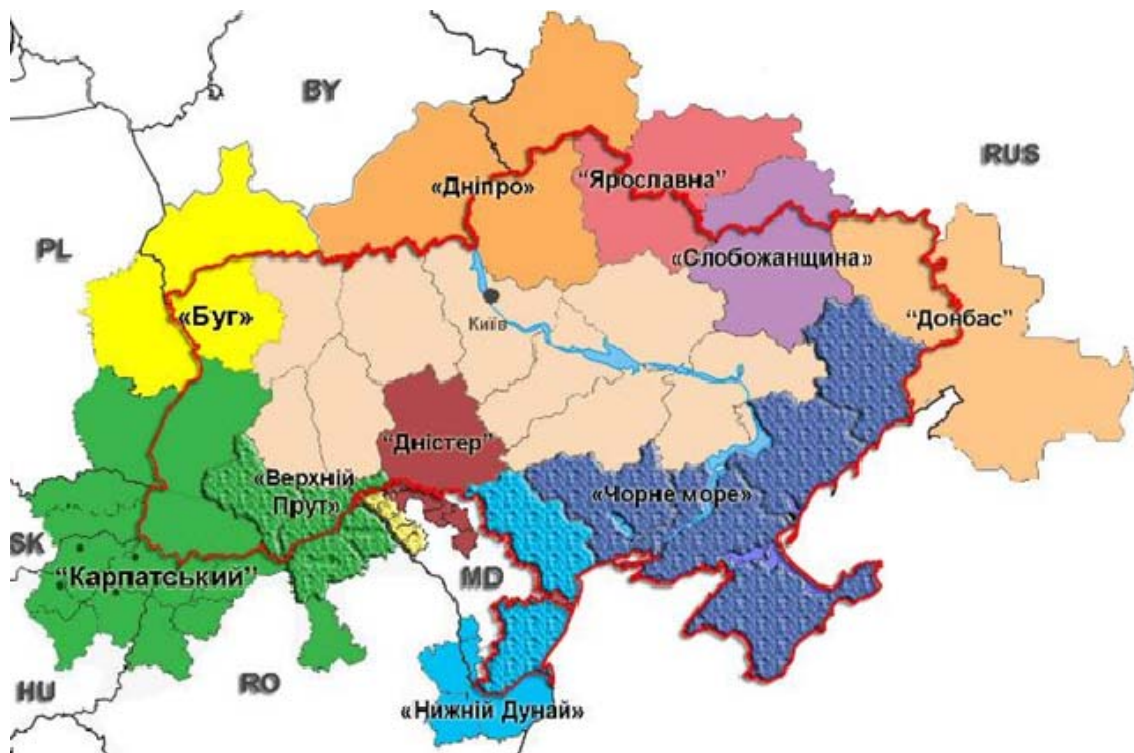 BY
RUS
«Дніпро»
“Ярославна”
PL
«Слобожанщина»
«Буг»
Київ
“Донбас”
“Дністер”
«Верхній
Прут»
«Чорне море»
SK
“Карпатський”
MD
HU
RO
«Нижній Дунай»